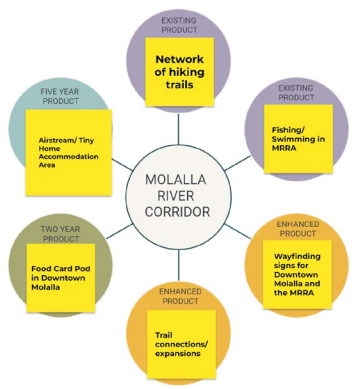 EXISTING
PRODUCT
Network
of hiking
trails
EXISTING
PRODUCT
Fishing/
Swimming in
MRRA
ENHANCED
PRODUCT
Wayfinding
signs for
Downtown
Molalla and
the MRRA
ENHANCED
PRODUCT
Trail
connections/
expansions
TWO YEAR
PRODUCT
Food Card Pod
in Downtown
Molalla
FIVE YEAR
PRODUCT
Airstream/ Tiny
Home
Accommodation
Area
MOLALLA
RIVER
CORRIDOR